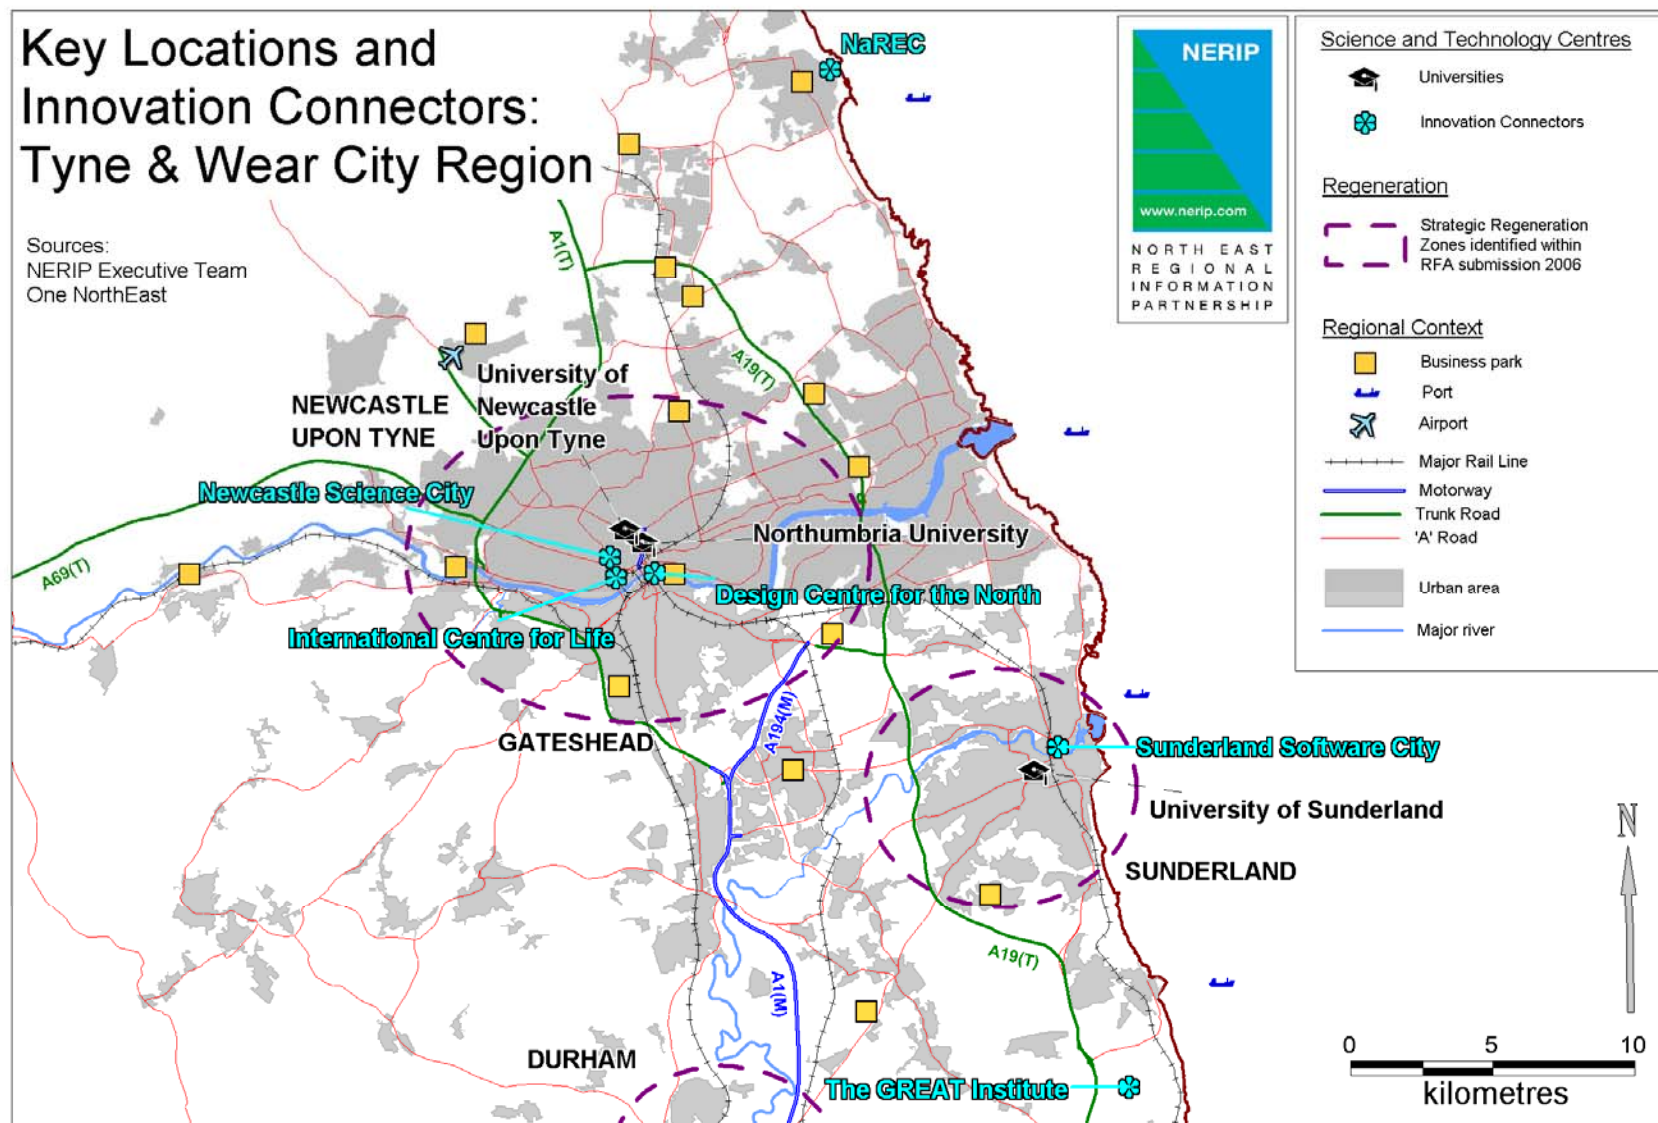 Key Locations and
Innovation Connectors:
Tyne & Wear City Region
Sources:
NERIP Executive Team
One NorthEast
NaREC
A1(T)
A19(T)
University of
Newcastle
Upon Tyne
NEWCASTLE
UPON TYNE
Newcastle Science City
A69(T)
Northumbria University
Design Centre for the North
International Centre for Life
A194(M)
GATESHEAD
Sunderland Software City
University of Sunderland
SUNDERLAND
A19(T)
A1(M)
DURHAM
The GREAT Institute
NERIP
www.nerip.com
NORTH EAST
REGIONAL
INFORMATION
PARTNERSHIP
Science and Technology Centres
Universities
Innovation Connectors
Regeneration
Strategic Regeneration
Zones identified within
RFA submission 2006
Regional Context
Business park
Port
Airport
Major Rail Line
Motorway
Trunk Road
'A' Road
Urban area
Major river
N
0 5 10
kilometres